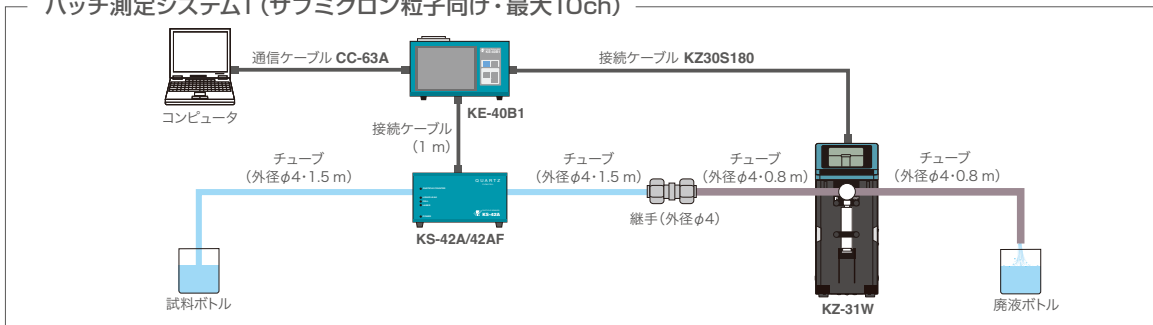 バッチ測定システム1（サブミクロン粒子向け・最大10ch）
通信ケーブル CC-63A
接続ケーブル KZ30S180
コンピュータ
KE-40B1
接続ケーブル
（1 m）
チューブ
（外径φ4・1.5 m）
チューブ
（外径φ4・1.5 m）
チューブ
（外径φ4・0.8 m）
チューブ
（外径φ4・0.8 m）
QUARTZ
KS-42A
継手（外径φ4）
KS-42A/42AF
試料ボトル
KZ-31W
廃液ボトル